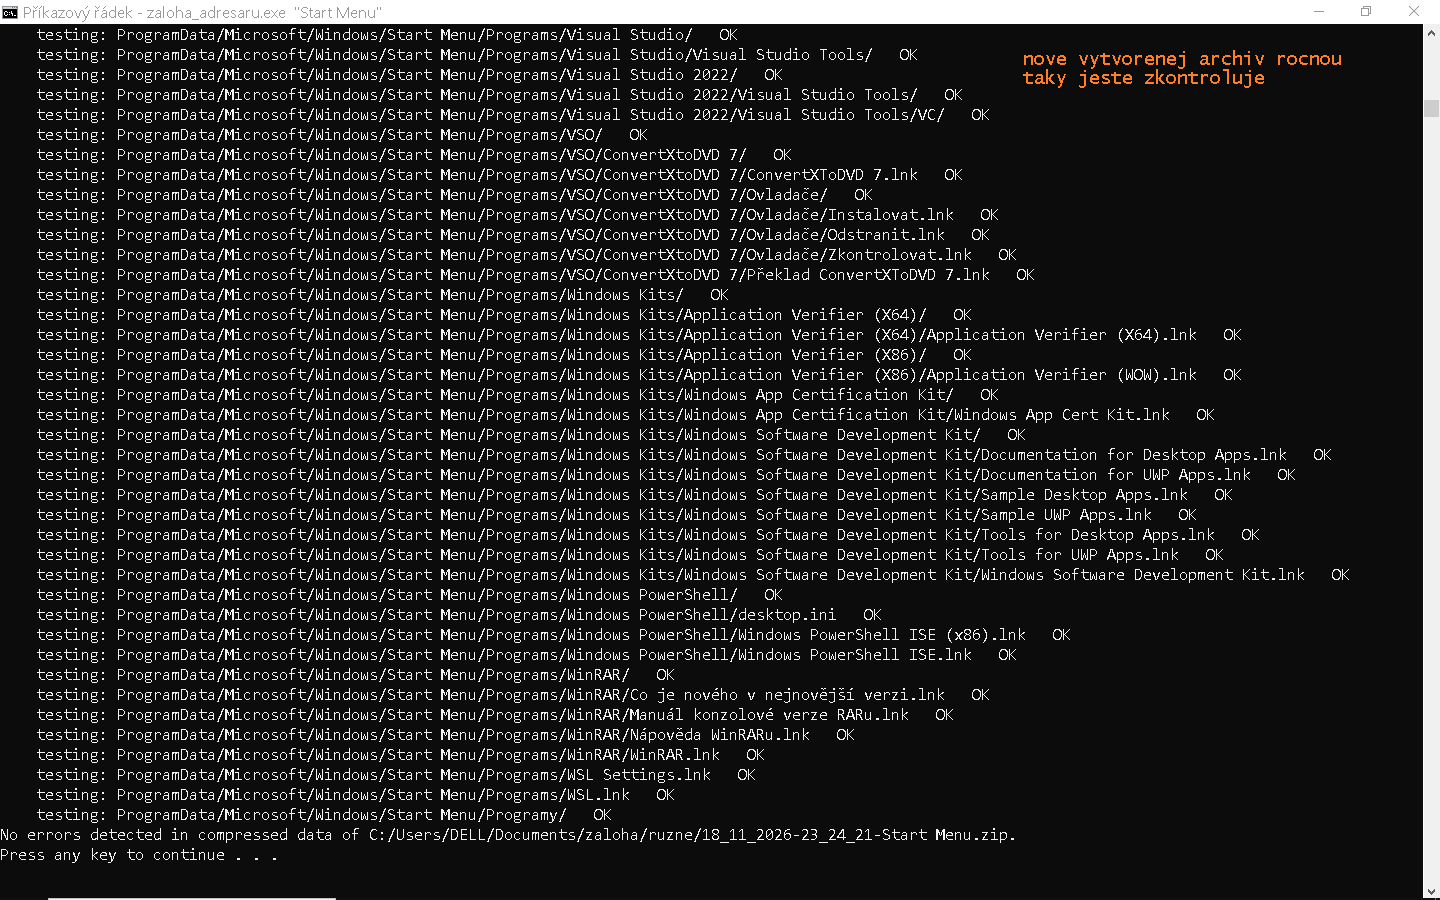 Příkazový řádek - zaloha_adresaru.exe "Start Menu"
testing: ProgramData/Microsoft/Windows/Start Menu/Programs/Visual Studio/ OK
testing: ProgramData/Microsoft/Windows/Start Menu/Programs/Visual Studio/Visual Studio Tools/ OK
nove vytvorenej archiv rocnou
testing: ProgramData/Microsoft/Windows/Start Menu/Programs/Visual Studio 2022/ OK
taky jeste zkontroluje
testing: ProgramData/Microsoft/Windows/Start Menu/Programs/Visual Studio 2022/Visual Studio Tools/ OK
testing: ProgramData/Microsoft/Windows/Start Menu/Programs/Visual Studio 2022/Visual Studio Tools/VC/ OK
testing: ProgramData/Microsoft/Windows/Start Menu/Programs/VSO/ OK
testing: ProgramData/Microsoft/Windows/Start Menu/Programs/VSO/ConvertXtoDVD 7/ OK
testing: ProgramData/Microsoft/Windows/Start Menu/Programs/VSO/ConvertXtoDVD 7/ConvertXToDVD 7.lnk OK
testing: ProgramData/Microsoft/Windows/Start Menu/Programs/VSO/ConvertXtoDVD 7/Ovladače/ OK
testing: ProgramData/Microsoft/Windows/Start Menu/Programs/VSO/ConvertXtoDVD 7/Ovladače/Instalovat.lnk OK
testing: ProgramData/Microsoft/Windows/Start Menu/Programs/VSO/ConvertXtoDVD 7/Ovladače/Odstranit.lnk OK
testing: ProgramData/Microsoft/Windows/Start Menu/Programs/VSO/ConvertXtoDVD 7/Ovladače/Zkontrolovat.lnk OK
testing: ProgramData/Microsoft/Windows/Start Menu/Programs/VSO/ConvertXtoDVD 7/Překlad ConvertXToDVD 7.lnk OK
testing: ProgramData/Microsoft/Windows/Start Menu/Programs/Windows Kits/ OK
testing: ProgramData/Microsoft/Windows/Start Menu/Programs/Windows Kits/Application Verifier (X64)/ OK
testing: ProgramData/Microsoft/Windows/Start Menu/Programs/Windows Kits/Application Verifier (X64)/Application Verifier (X64).lnk OK
testing: ProgramData/Microsoft/Windows/Start Menu/Programs/Windows Kits/Application Verifier (X86)/ OK
testing: ProgramData/Microsoft/Windows/Start Menu/Programs/Windows Kits/Application Verifier (X86)/Application Verifier (WOW).lnk OK
testing: ProgramData/Microsoft/Windows/Start Menu/Programs/Windows Kits/Windows App Certification Kit/ OK
testing: ProgramData/Microsoft/Windows/Start Menu/Programs/Windows Kits/Windows App Certification Kit/Windows App Cert Kit.lnk OK
testing: ProgramData/Microsoft/Windows/Start Menu/Programs/Windows Kits/Windows Software Development Kit/ OK
testing: ProgramData/Microsoft/Windows/Start Menu/Programs/Windows Kits/Windows Software Development Kit/Documentation for Desktop Apps.lnk OK
testing: ProgramData/Microsoft/Windows/Start Menu/Programs/Windows Kits/Windows Software Development Kit/Documentation for UWP Apps.lnk OK
testing: ProgramData/Microsoft/Windows/Start Menu/Programs/Windows Kits/Windows Software Development Kit/Sample Desktop Apps.lnk OK
testing: ProgramData/Microsoft/Windows/Start Menu/Programs/Windows Kits/Windows Software Development Kit/Sample UWP Apps.lnk OK
testing: ProgramData/Microsoft/Windows/Start Menu/Programs/Windows Kits/Windows Software Development Kit/Tools for Desktop Apps.lnk OK
testing: ProgramData/Microsoft/Windows/Start Menu/Programs/Windows Kits/Windows Software Development Kit/Tools for UWP Apps.lnk OK
testing: ProgramData/Microsoft/Windows/Start Menu/Programs/Windows Kits/Windows Software Development Kit/Windows Software Development Kit.lnk OK
testing: ProgramData/Microsoft/Windows/Start Menu/Programs/Windows PowerShell/ OK
testing: ProgramData/Microsoft/Windows/Start Menu/Programs/Windows PowerShell/desktop.ini OK
testing: ProgramData/Microsoft/Windows/Start Menu/Programs/Windows PowerShell/Windows PowerShell ISE (x86).lnk OK
testing: ProgramData/Microsoft/Windows/Start Menu/Programs/Windows PowerShell/Windows PowerShell ISE.lnk OK
testing: ProgramData/Microsoft/Windows/Start Menu/Programs/WinRAR/ OK
testing: ProgramData/Microsoft/Windows/Start Menu/Programs/WinRAR/Co je nového v nejnovější verzi.lnk OK
testing: ProgramData/Microsoft/Windows/Start Menu/Programs/WinRAR/Manuál konzolové verze RARu.lnk OK
testing: ProgramData/Microsoft/Windows/Start Menu/Programs/WinRAR/Nápověda WinRARu.lnk OK
testing: ProgramData/Microsoft/Windows/Start Menu/Programs/WinRAR/WinRAR.lnk OK
testing: ProgramData/Microsoft/Windows/Start Menu/Programs/WSL Settings.lnk OK
testing: ProgramData/Microsoft/Windows/Start Menu/Programs/WSL.lnk OK
testing: ProgramData/Microsoft/Windows/Start Menu/Programy/ OK
No errors detected in compressed data of C:/Users/DELL/Documents/zaloha/ruzne/18_11_2026-23_24_21-Start Menu.zip.
Press any key to continue . . .